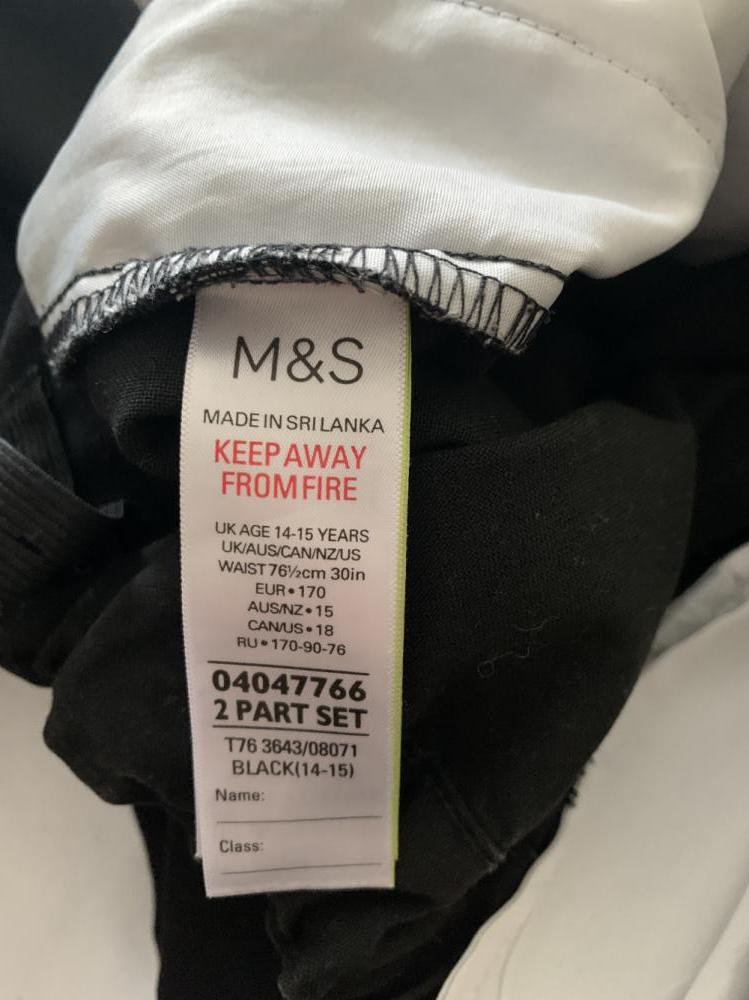 M&S
MADE IN SRI LANKA
KEEP AWAY
FROM FIRE
UK AGE 14-15 YEARS
UK/AUS/CAN/NZ/US
WAIST 76½cm 30in
EUR • 170
AUS/NZ • 15
CAN/US • 18
RU • 170-90-76
04047766
2 PART SET
T76 3643/08071
BLACK(14-15)
Name:
Class: